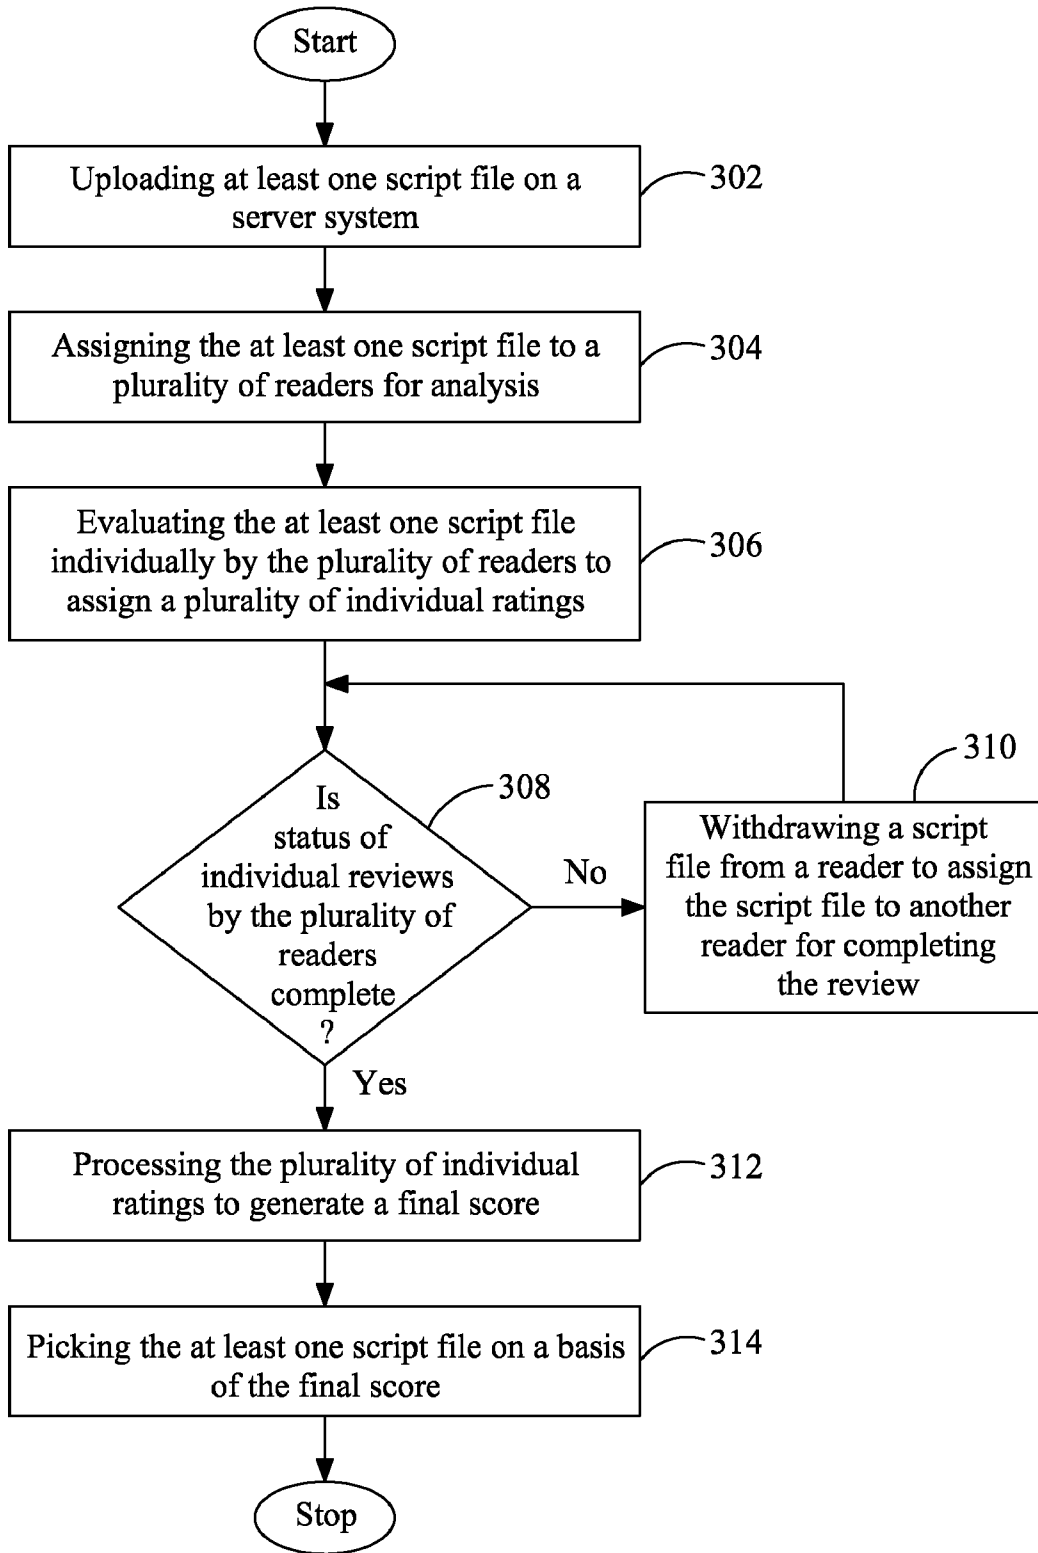 Start
Uploading at least one script file on a
server system
302
Assigning the at least one script file to a
plurality of readers for analysis
304
Evaluating the at least one script file
individually by the plurality of readers to
assign a plurality of individual ratings
306
Is
status of
individual reviews
by the plurality of
readers
complete
?
308
No
310
Withdrawing a script
file from a reader to assign
the script file to another
reader for completing
the review
Yes
Processing the plurality of individual
ratings to generate a final score
312
Picking the at least one script file on a basis
of the final score
314
Stop